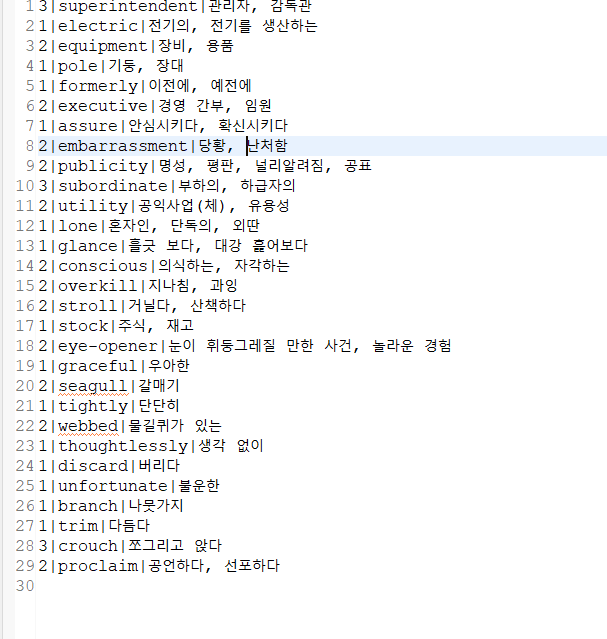 1 3|superintendent|관리자, 감독관
2 1|electric|전기의, 전기를 생산하는
3 2|equipment|장비, 용품
4 1|pole|기둥, 장대
5 1|formerly|이전에, 예전에
6 2|executive|경영 간부, 임원
7 1|assure|안심시키다, 확신시키다
8 2|embarrassment|당황, 난처함
9 2|publicity|명성, 평판, 널리알려짐, 공표
10 3|subordinate|부하의, 하급자의
11 2|utility|공익사업(체), 유용성
12 1|lone|혼자인, 단독의, 외딴
13 1|glance|흘긋 보다, 대강 훑어보다
14 2|conscious|의식하는, 자각하는
15 2|overkill|지나침, 과잉
16 2|stroll|거닐다, 산책하다
17 1|stock|주식, 재고
18 2|eye-opener|눈이 휘둥그레질 만한 사건, 놀라운 경험
19 1|graceful|우아한
20 2|seagull|갈매기
21 1|tightly|단단히
22 2|webbed|물길퀴가 있는
23 1|thoughtlessly|생각 없이
24 1|discard|버리다
25 1|unfortunate|불운한
26 1|branch|나뭇가지
27 1|trim|다듬다
28 3|crouch|쪼그리고 앉다
29 2|proclaim|공언하다, 선포하다
30